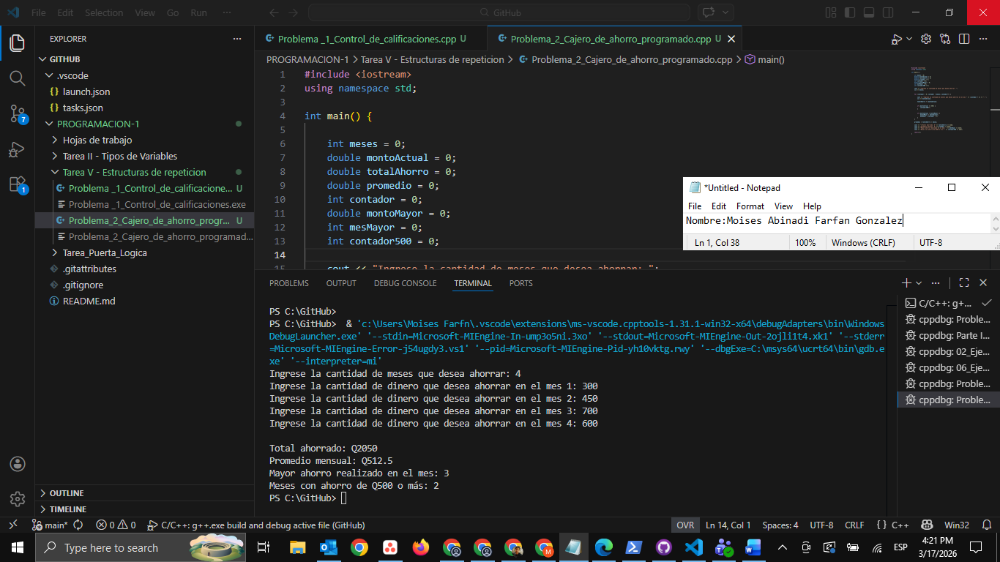 File Edit Selection View Go Run ··· GitHub
EXPLORER ···
GITHUB
.vscode
launch.json
tasks.json
PROGRAMACION-1
Hojas de trabajo
Tarea II - Tipos de Variables
Tarea V - Estructuras de repeticion
Problema _1_Control_de_calificacione... U
Problema _1_Control_de_calificaciones.exe
Problema_2_Cajero_de_ahorro_progr... U
Problema_2_Cajero_de_ahorro_programad...
Tarea_Puerta_Logica
.gitattributes
.gitignore
README.md
OUTLINE
TIMELINE
7
1
Problema _1_Control_de_calificaciones.cpp U
Problema_2_Cajero_de_ahorro_programado.cpp U
PROGRAMACION-1 > Tarea V - Estructuras de repeticion > Problema_2_Cajero_de_ahorro_programado.cpp > main()
1 #include <iostream>
2 using namespace std;
3
4 int main() {
5
6 int meses = 0;
7 double montoActual = 0;
8 double totalAhorro = 0;
9 double promedio = 0;
10 int contador = 0;
11 double montoMayor = 0;
12 int mesMayor = 0;
13 int contador500 = 0;
14
15 cout << "Ingrese la cantidad de meses que desea ahorrar: ";
*Untitled - Notepad
File Edit Format View Help
Nombre:Moises Abinadi Farfan Gonzalez
Ln 1, Col 38 100% Windows (CRLF) UTF-8
PROBLEMS OUTPUT DEBUG CONSOLE TERMINAL PORTS
PS C:\GitHub>
PS C:\GitHub>  & 'c:\Users\Moises Farfn\.vscode\extensions\ms-vscode.cpptools-1.31.1-win32-x64\debugAdapters\bin\Windows
DebugLauncher.exe' '--stdin=Microsoft-MIEngine-In-ump3o5ni.3xo' '--stdout=Microsoft-MIEngine-Out-2ojli1t4.xk1' '--stderr
=Microsoft-MIEngine-Error-j54ugdy3.vs1' '--pid=Microsoft-MIEngine-Pid-yh10vktg.rwy' '--dbgExe=C:\msys64\ucrt64\bin\gdb.e
xe' '--interpreter=mi'
Ingrese la cantidad de meses que desea ahorrar: 4
Ingrese la cantidad de dinero que desea ahorrar en el mes 1: 300
Ingrese la cantidad de dinero que desea ahorrar en el mes 2: 450
Ingrese la cantidad de dinero que desea ahorrar en el mes 3: 700
Ingrese la cantidad de dinero que desea ahorrar en el mes 4: 600
Total ahorrado: Q2050
Promedio mensual: Q512.5
Mayor ahorro realizado en el mes: 3
Meses con ahorro de Q500 o más: 2
PS C:\GitHub>
C/C++: g+...
cppdbg: Proble...
cppdbg: Parte I...
cppdbg: 02_Eje...
cppdbg: 06_Eje...
cppdbg: Proble...
cppdbg: Proble...
main* 0 0 C/C++: g++.exe build and debug active file (GitHub) OVR Ln 14, Col 1 Spaces: 4 UTF-8 CRLF {} C++ Win32
Type here to search
ESP
4:21 PM
3/17/2026